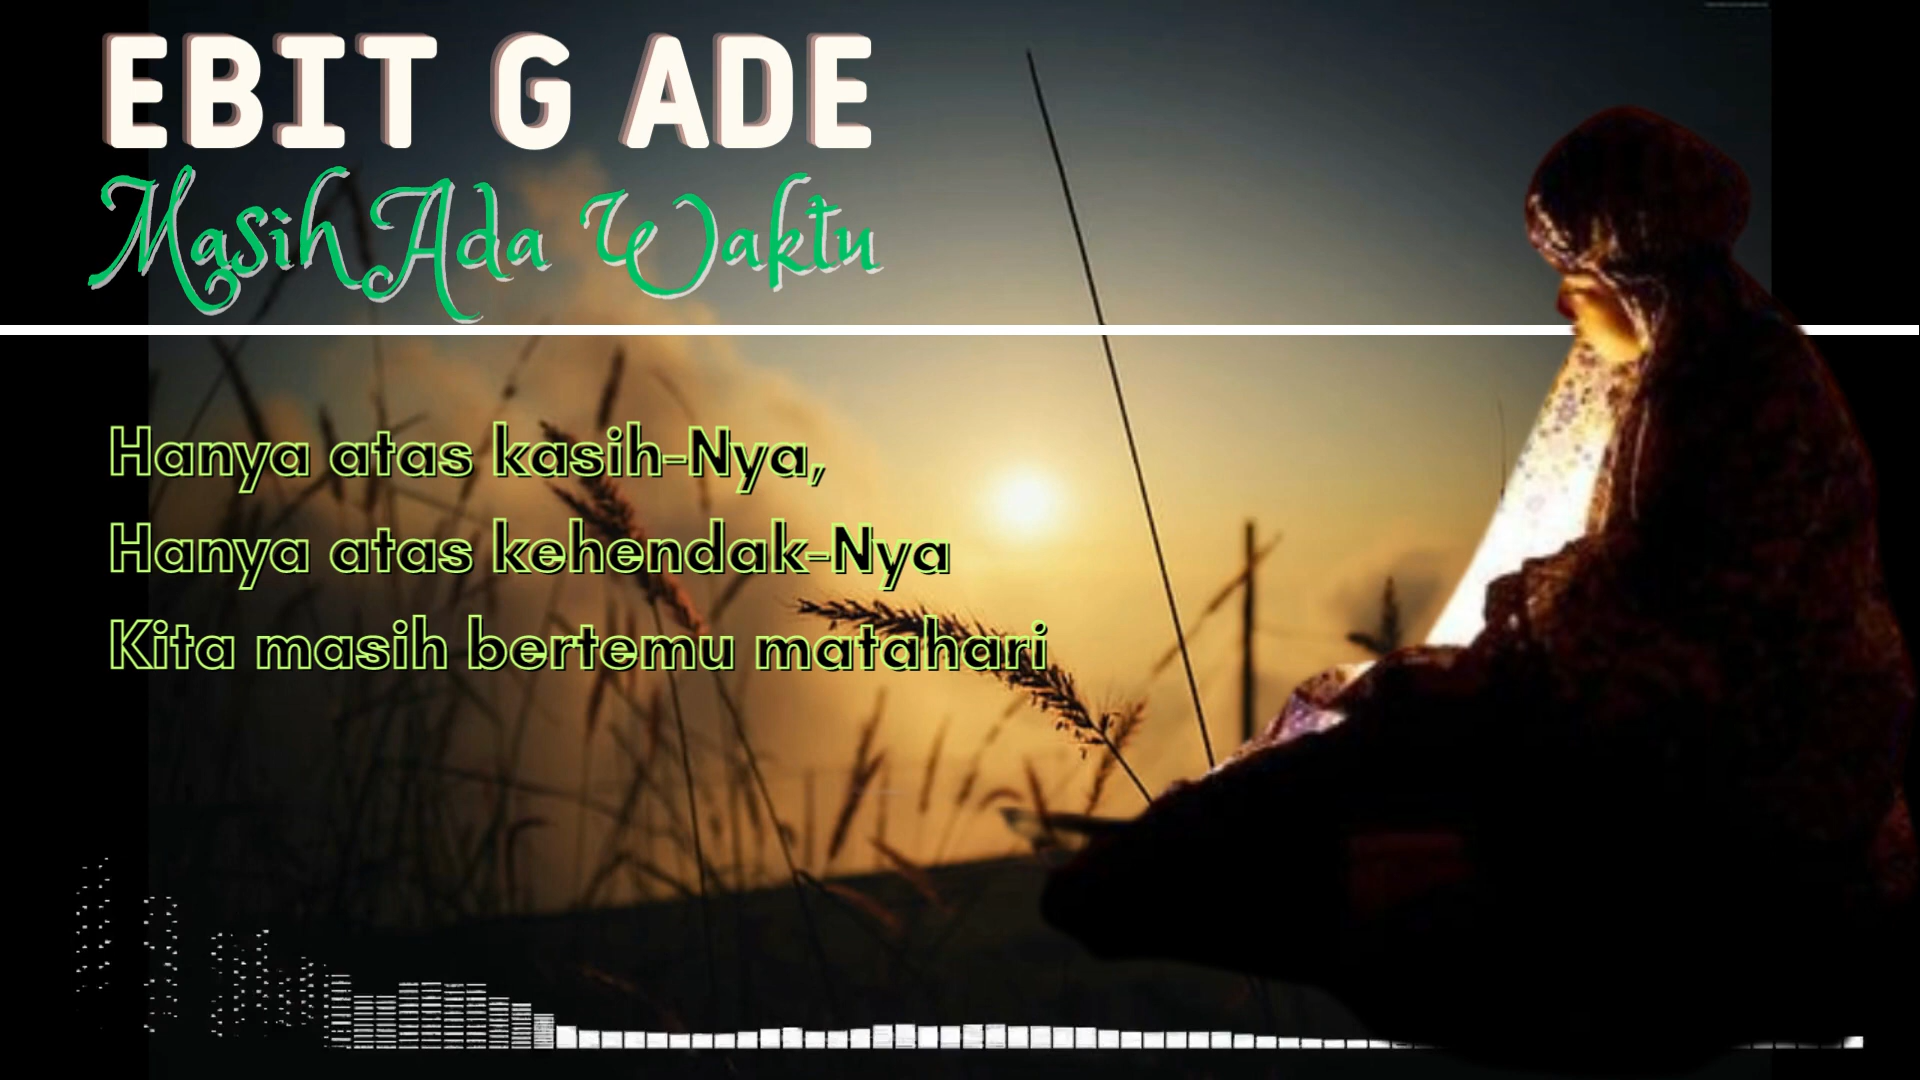 EBIT G ADE
Masih Ada Waktu
Hanya atas kasih-Nya,
Hanya atas kehendak-Nya
Kita masih bertemu matahari